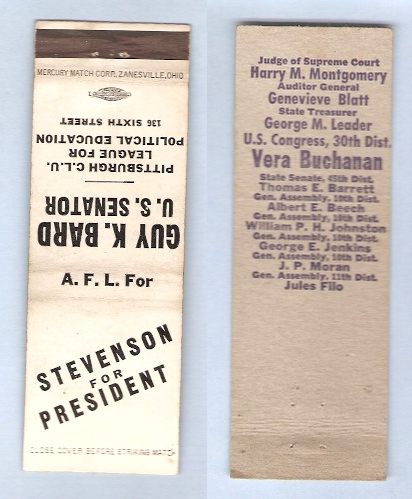 MERCURY MATCH CORP. ZANESVILLE, OHIO
GUY K. BARD
U. S. SENATOR
PITTSBURGH C.L.U.
LEAGUE FOR
POLITICAL EDUCATION
136 SIXTH STREET
A. F. L. For
STEVENSON
FOR
PRESIDENT
CLOSE COVER BEFORE STRIKING MATCH
Judge of Supreme Court
Harry M. Montgomery
Auditor General
Genevieve Blatt
State Treasurer
George M. Leader
U.S. Congress, 30th Dist.
Vera Buchanan
State Senate, 45th Dist.
Thomas E. Barrett
Gen. Assembly, 10th Dist.
Albert E. Beech
Gen. Assembly, 10th Dist.
William P. H. Johnston
Gen. Assembly, 10th Dist.
George E. Jenkins
Gen. Assembly, 10th Dist.
J. P. Moran
Gen. Assembly, 11th Dist.
Jules Filo